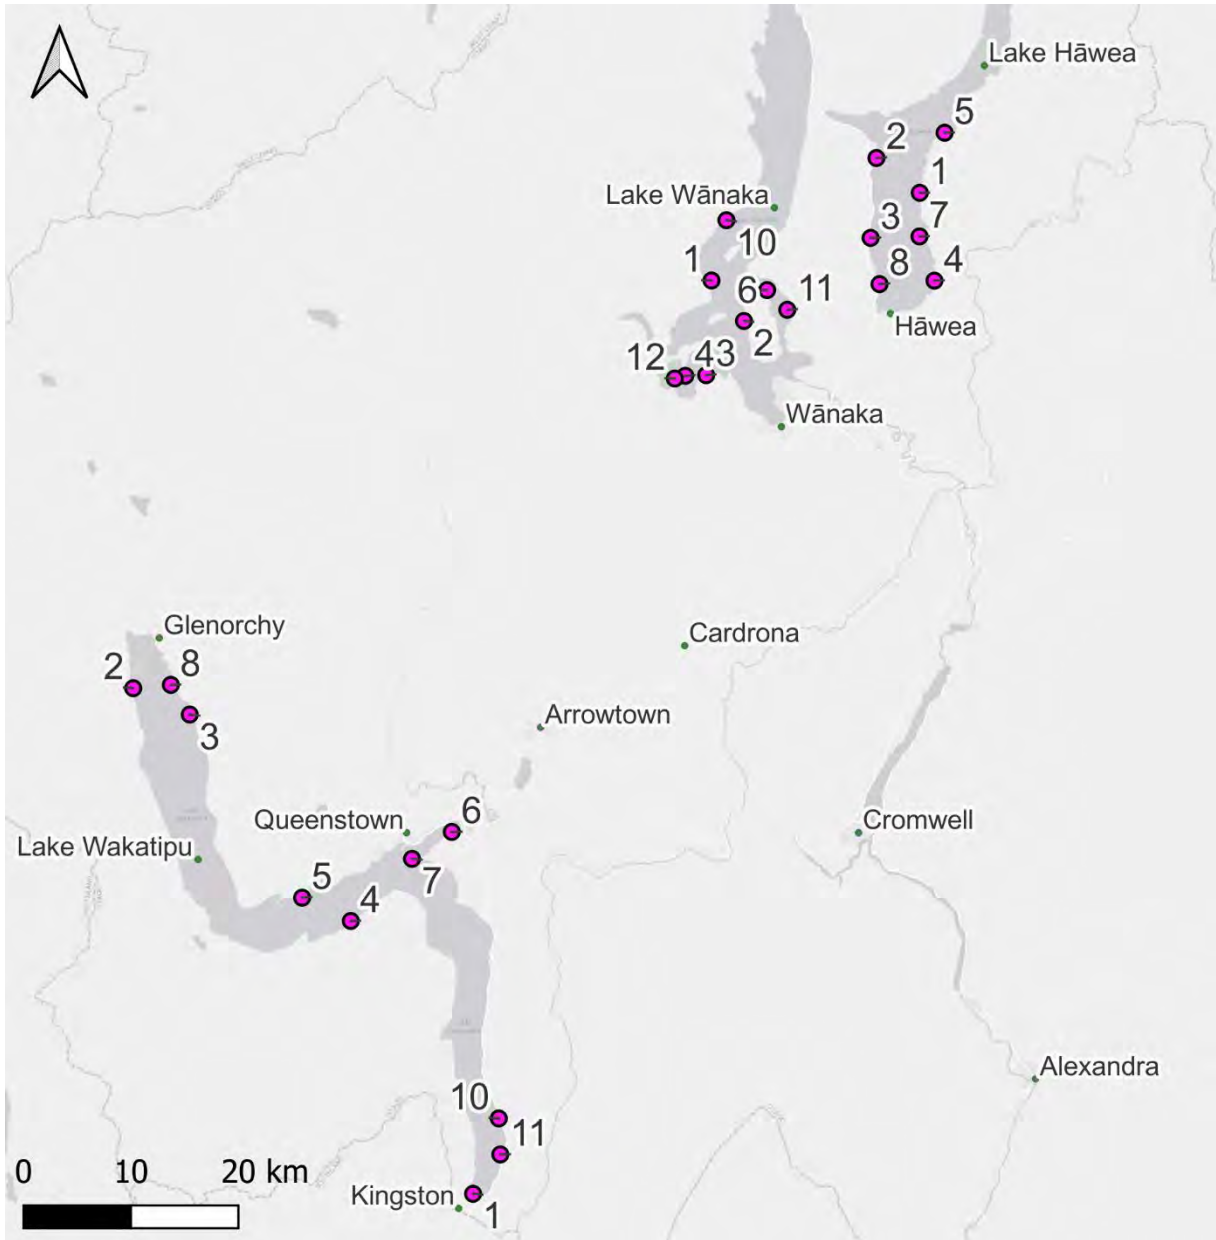 Lake Hāwea
5
2
1
Lake Wānaka
10
3
7
1
8
4
6
11
Hāwea
2
12
43
Wānaka
Glenorchy
Cardrona
2
8
3
Arrowtown
Queenstown
6
Cromwell
Lake Wakatipu
7
5
4
Alexandra
10
11
0 10 20 km
Kingston
1